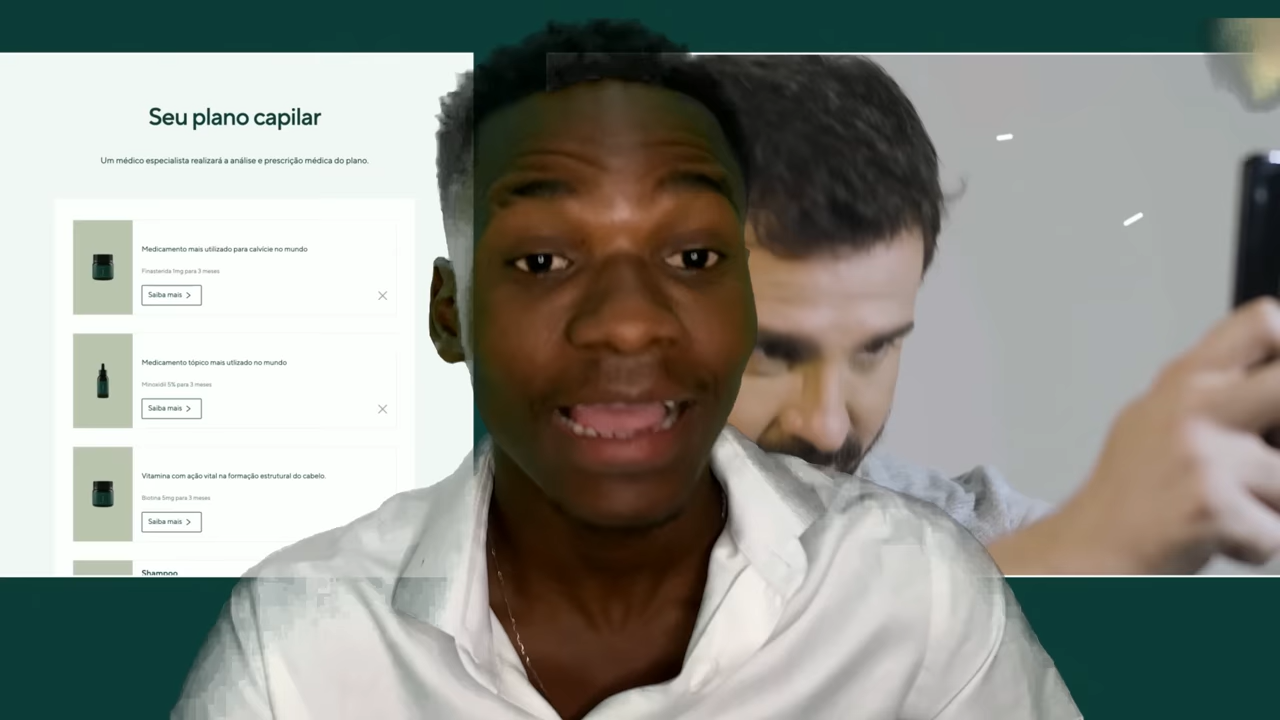 Seu plano capilar
Um médico especialista realizará a análise e prescrição médica do plano.
Medicamento mais utilizado para calvície no mundo
Finasterida 1mg para 3 meses
Saiba mais
Medicamento tópico mais utlizado no mundo
Minoxidil 5% para 3 meses
Saiba mais
Vitamina com ação vital na formação estrutural do cabelo.
Biotina 5mg para 3 meses
Saiba mais
Shampoo